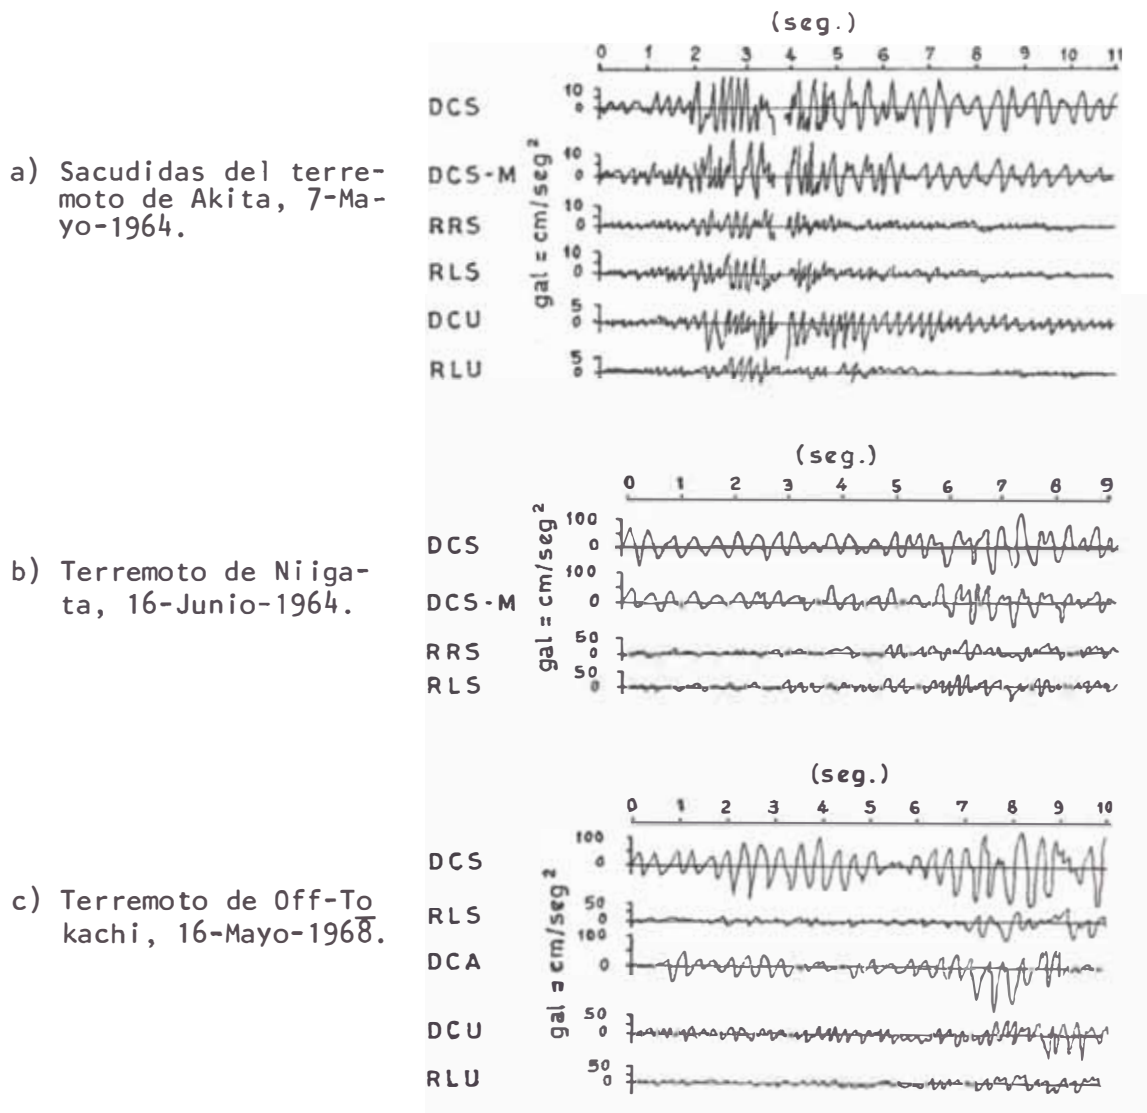 (seg.)
0 1 2 3 4 5 6 7 8 9 10 11
DCS 10 0
a) Sacudidas del terre-
moto de Akita, 7-Ma-
yo-1964.
gal = cm/seg²
DCS-M 10 0
RRS 10 0
RLS 10 0
DCU 5 0
RLU 5 0
(seg.)
0 1 2 3 4 5 6 7 8 9
b) Terremoto de Niiga-
ta, 16-Junio-1964.
gal = cm/seg²
DCS 100 0
DCS-M 100 0
RRS 50 0
RLS 50 0
(seg.)
0 1 2 3 4 5 6 7 8 9 10
c) Terremoto de Off-To
kachi, 16-Mayo-1968.
gal = cm/seg²
DCS 100 0
RLS 50 0
DCA 100 0
DCU 50 0
RLU 50 0